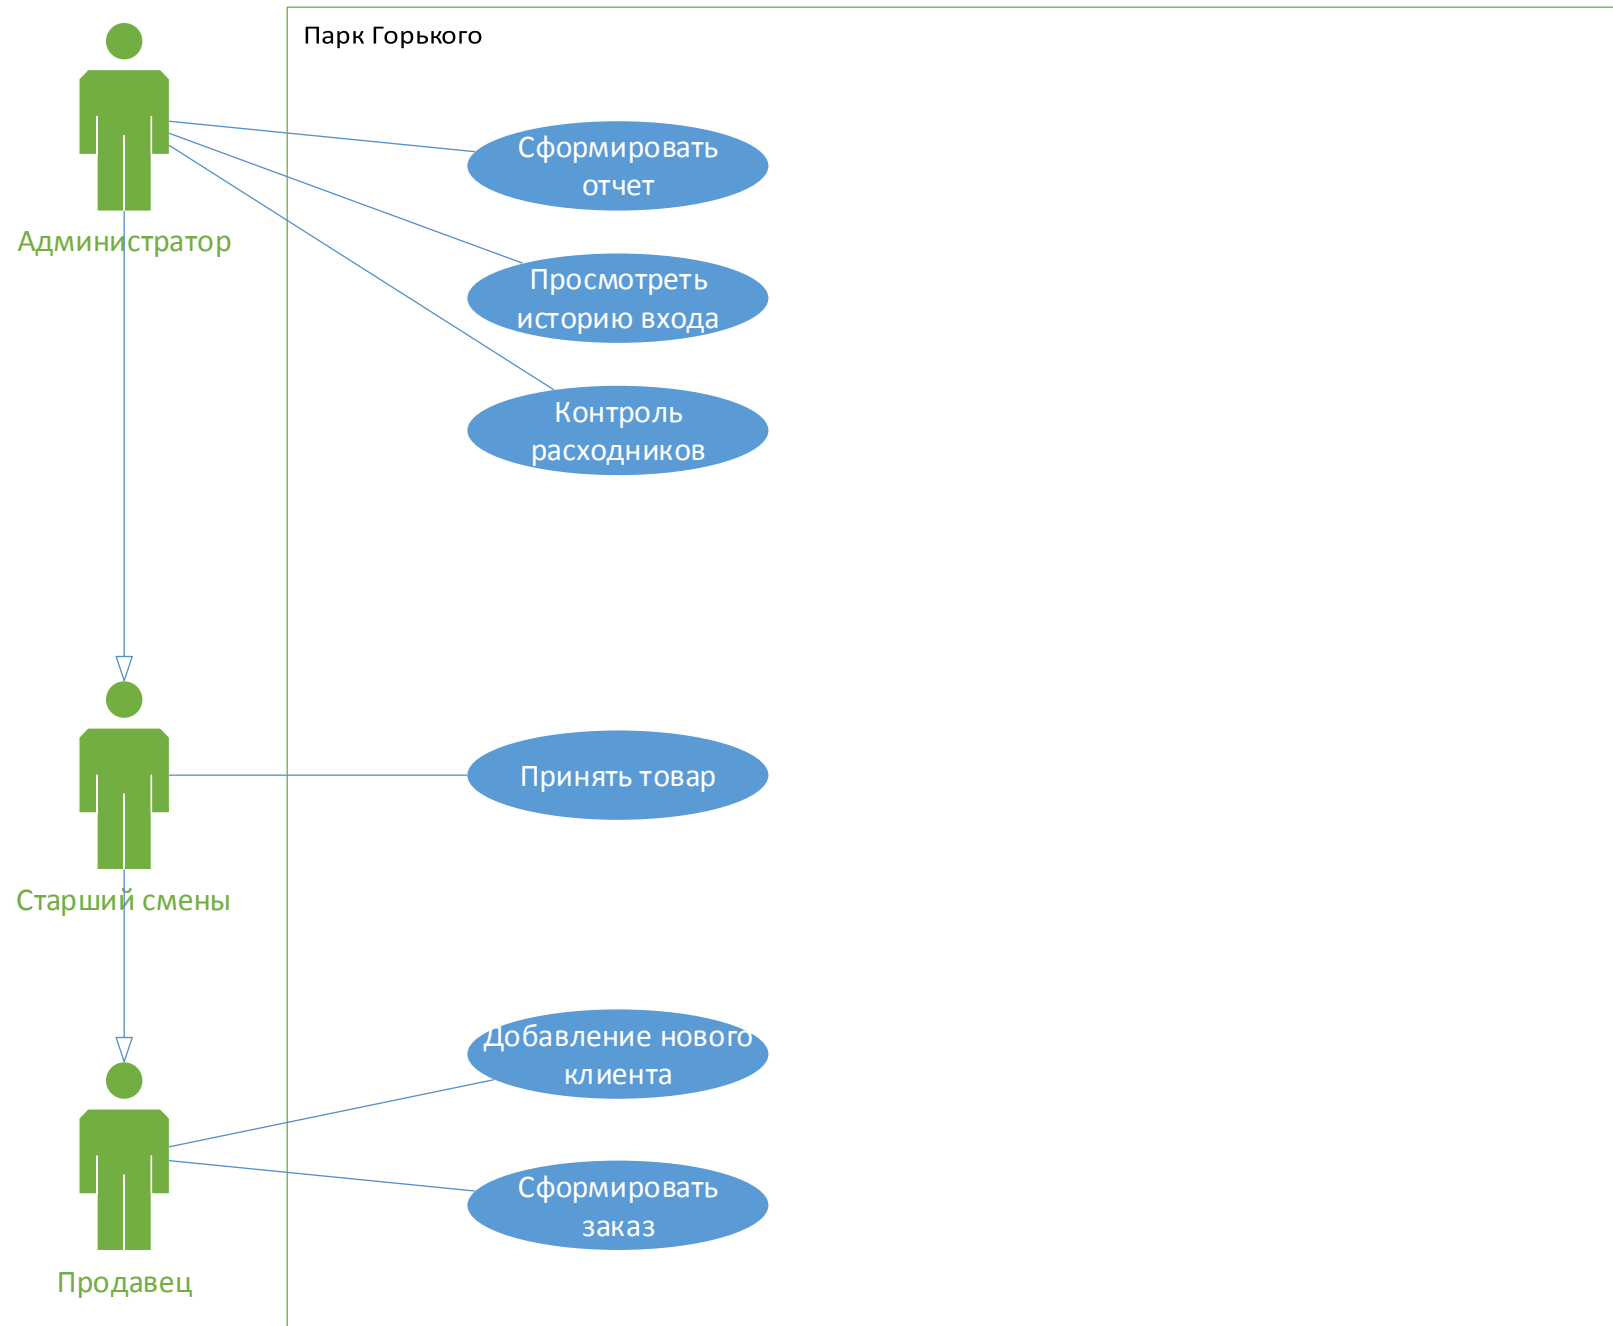 Парк Горького
Сформировать
отчет
Администратор
Просмотреть
историю входа
Контроль
расходников
Принять товар
Старший смены
Добавление нового
клиента
Сформировать
заказ
Продавец